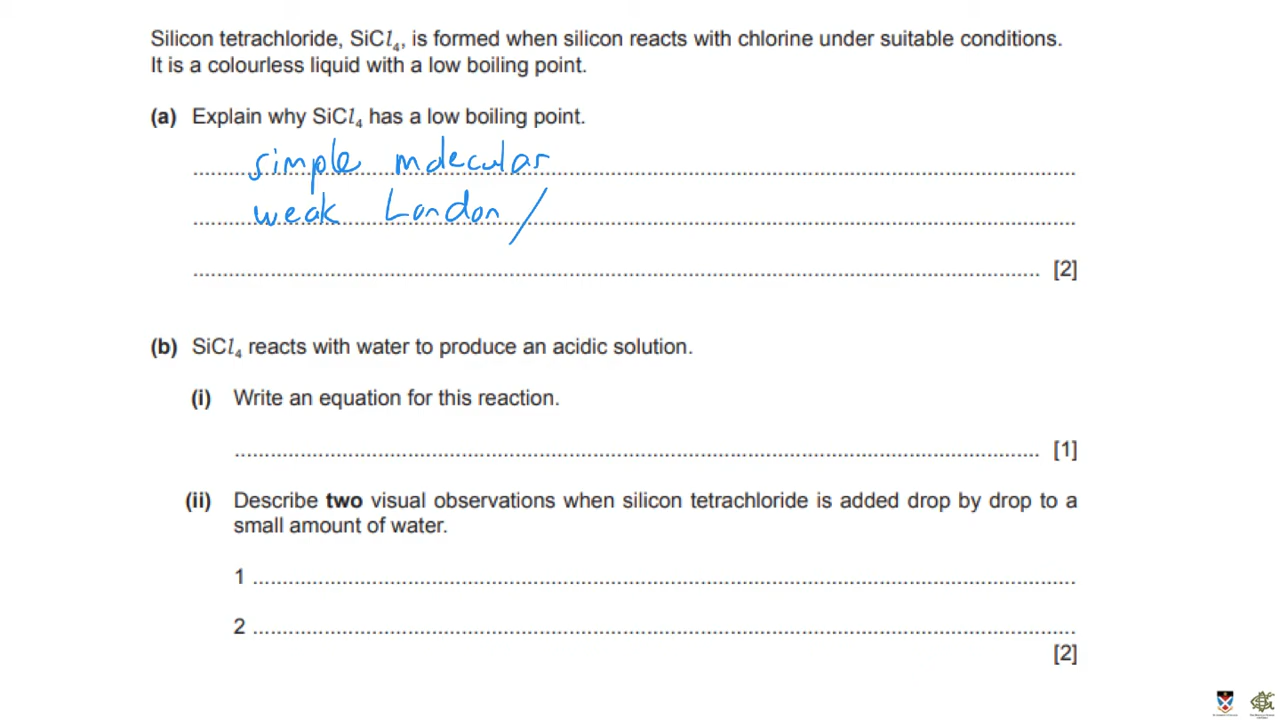 Silicon tetrachloride, SiCl₄, is formed when silicon reacts with chlorine under suitable conditions.
It is a colourless liquid with a low boiling point.
(a) Explain why SiCl₄ has a low boiling point.
simple molecular
weak London /
[2]
(b) SiCl₄ reacts with water to produce an acidic solution.
(i) Write an equation for this reaction.
[1]
(ii) Describe two visual observations when silicon tetrachloride is added drop by drop to a
small amount of water.
1
2
[2]